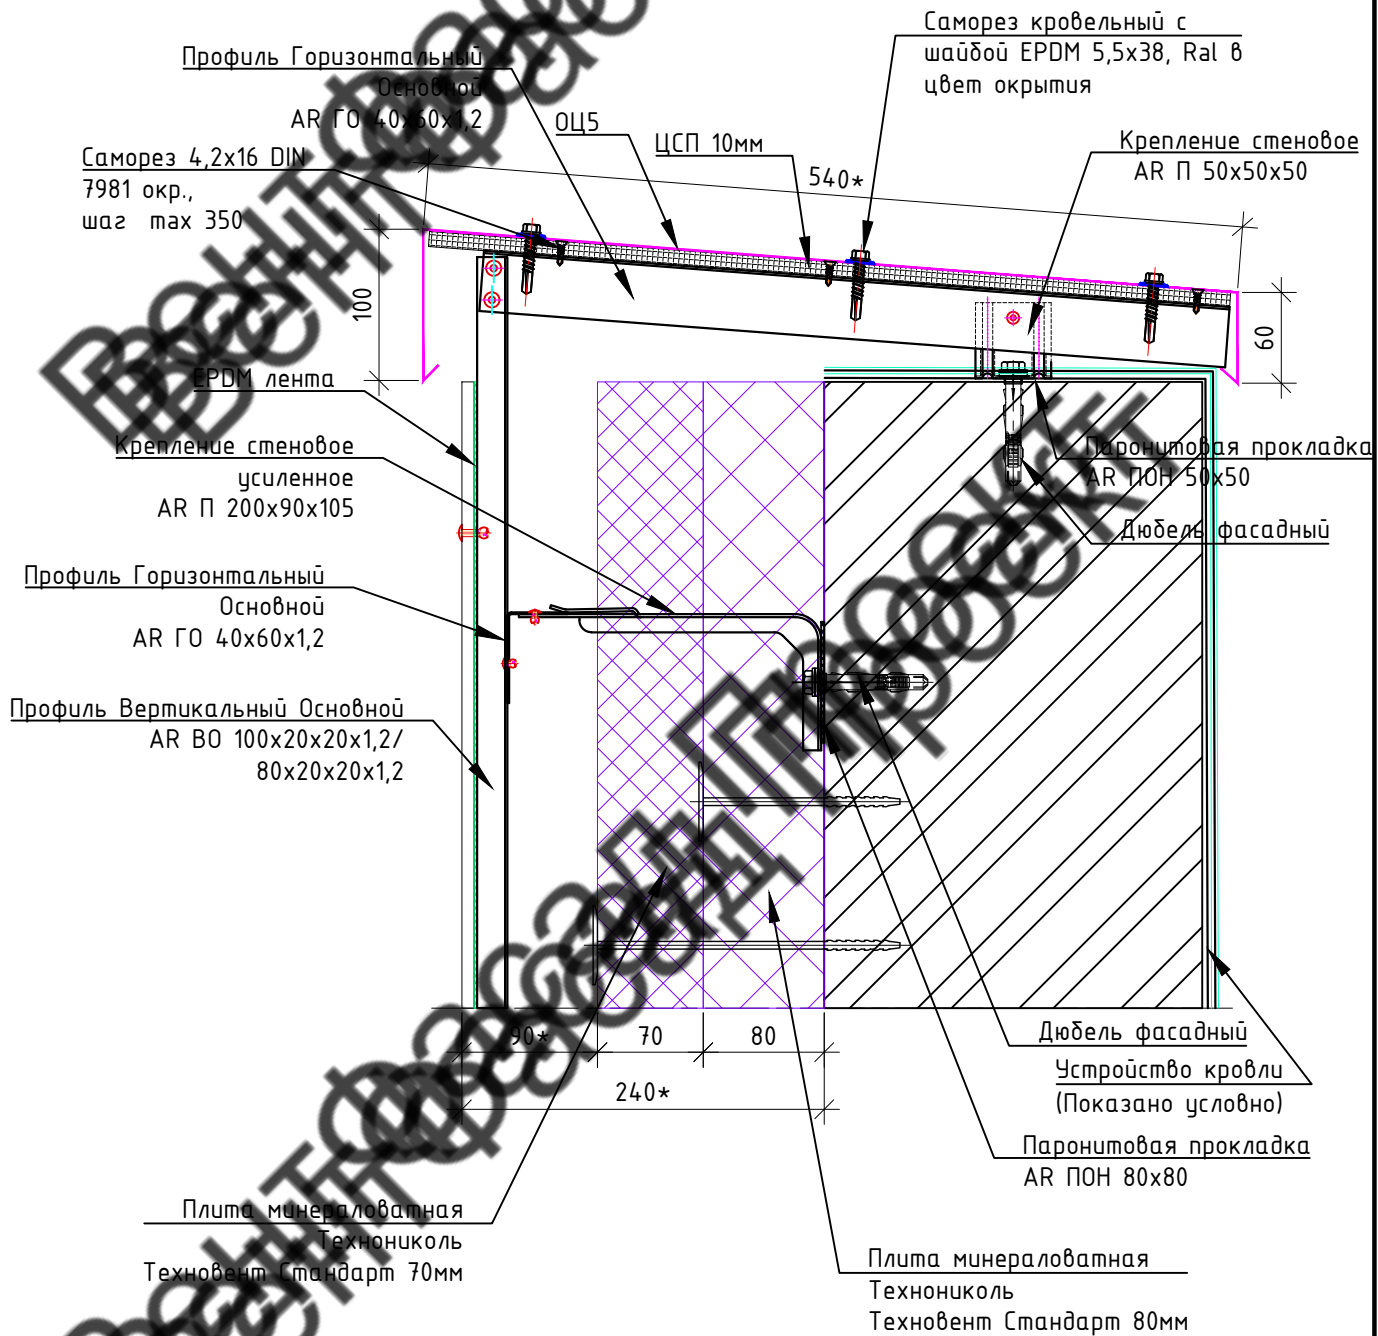 Саморез кровельный с
шайбой EPDM 5,5х38, Ral в
цвет окрытия
Профиль Горизонтальный
Основной
AR ГО 40х60х1,2
ОЦ5
ЦСП 10мм
Крепление стеновое
AR П 50х50х50
Саморез 4,2х16 DIN
7981 окр.,
шаг max 350
540*
100
60
EPDM лента
Крепление стеновое
усиленное
AR П 200х90х105
Паронитовая прокладка
AR ПОН 50х50
Дюбель фасадный
Профиль Горизонтальный
Основной
AR ГО 40х60х1,2
Профиль Вертикальный Основной
AR ВО 100х20х20х1,2/
80х20х20х1,2
90*
70
80
240*
Дюбель фасадный
Устройство кровли
(Показано условно)
Паронитовая прокладка
AR ПОН 80х80
Плита минераловатная
Технониколь
Техновент Стандарт 70мм
Плита минераловатная
Технониколь
Техновент Стандарт 80мм